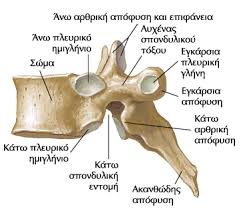 Άνω αρθρική απόφυση και επιφάνεια
Άνω πλευρικό
ημιγλήνιο
Αυχένας
σπονδυλικού
τόξου
Εγκάρσια
πλευρική
γλήνη
Σώμα
Εγκάρσια
απόφυση
Κάτω
αρθρική
απόφυση
Κάτω πλευρικό
ημιγλήνιο
Κάτω
σπονδυλική
εντομή
Ακανθώδης
απόφυση